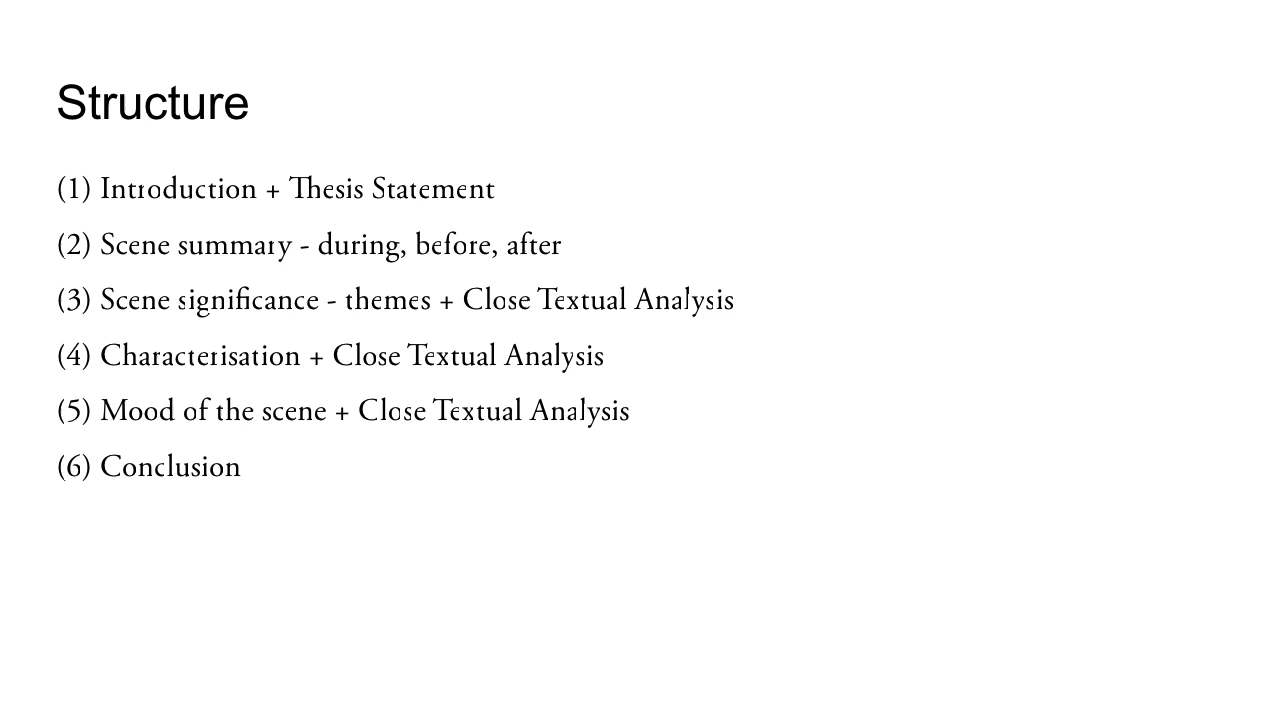 Structure
(1) Introduction + Thesis Statement
(2) Scene summary - during, before, after
(3) Scene significance - themes + Close Textual Analysis
(4) Characterisation + Close Textual Analysis
(5) Mood of the scene + Close Textual Analysis
(6) Conclusion